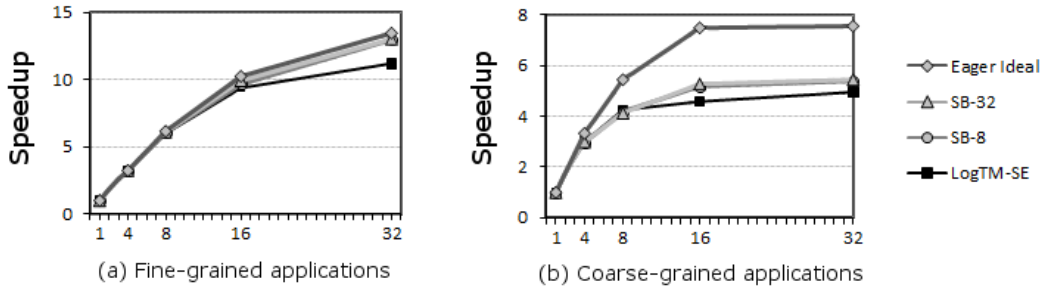 Speedup
15
10
5
0
1 4 8 16 32
(a) Fine-grained applications
Speedup
8
6
4
2
0
1 4 8 16 32
(b) Coarse-grained applications
Eager Ideal
SB-32
SB-8
LogTM-SE